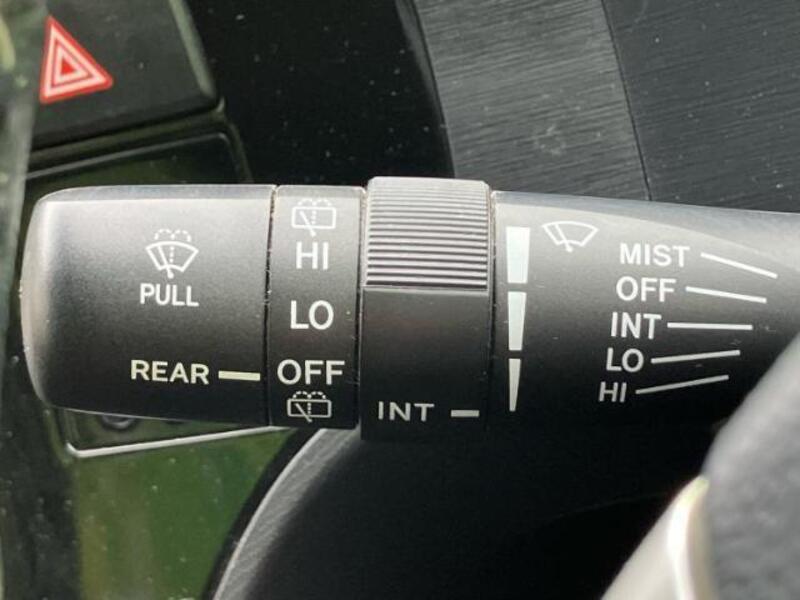 PULL
REAR
HI
LO
OFF
INT
MIST
OFF
INT
LO
HI